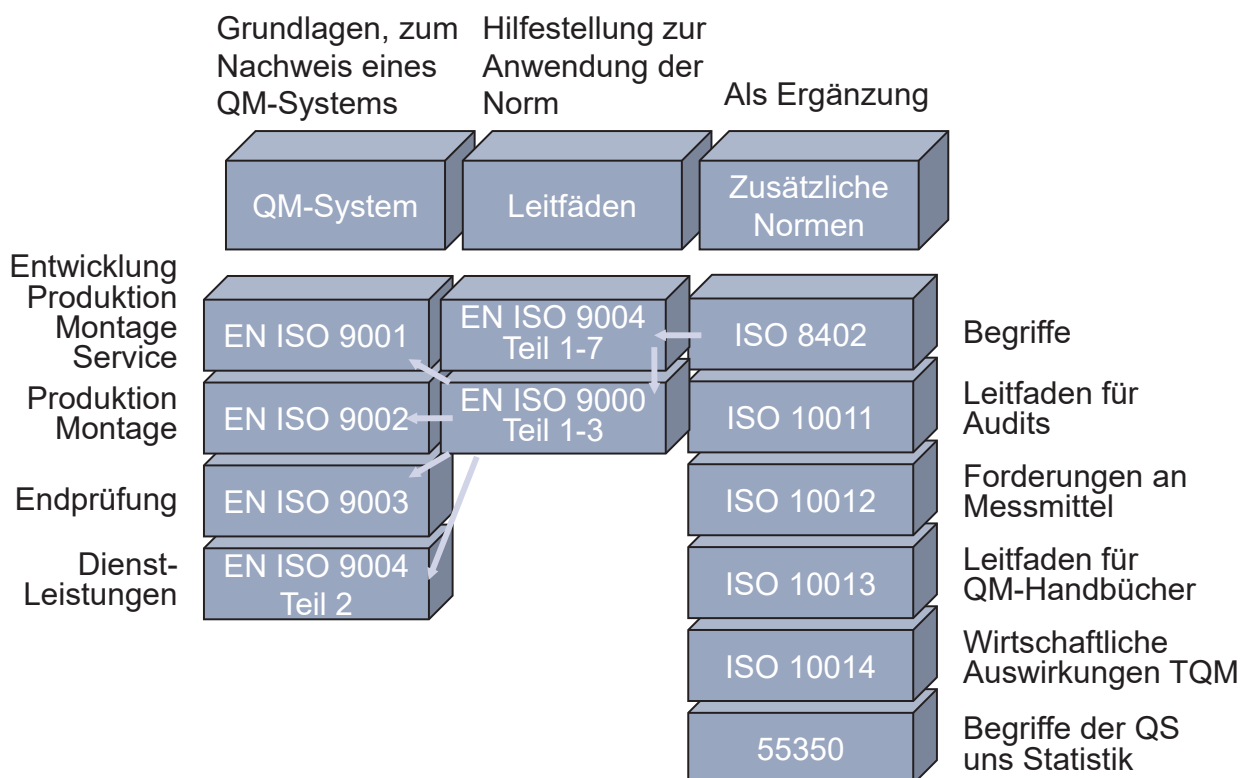 Grundlagen, zum
Nachweis eines
QM-Systems
Hilfestellung zur
Anwendung der
Norm
Als Ergänzung
QM-System
Leitfäden
Zusätzliche
Normen
Entwicklung
Produktion
Montage
Service
EN ISO 9001
EN ISO 9004
Teil 1-7
ISO 8402
Begriffe
Produktion
Montage
EN ISO 9002
EN ISO 9000
Teil 1-3
ISO 10011
Leitfaden für
Audits
Endprüfung
EN ISO 9003
ISO 10012
Forderungen an
Messmittel
Dienst-
Leistungen
EN ISO 9004
Teil 2
ISO 10013
Leitfaden für
QM-Handbücher
ISO 10014
Wirtschaftliche
Auswirkungen TQM
55350
Begriffe der QS
uns Statistik